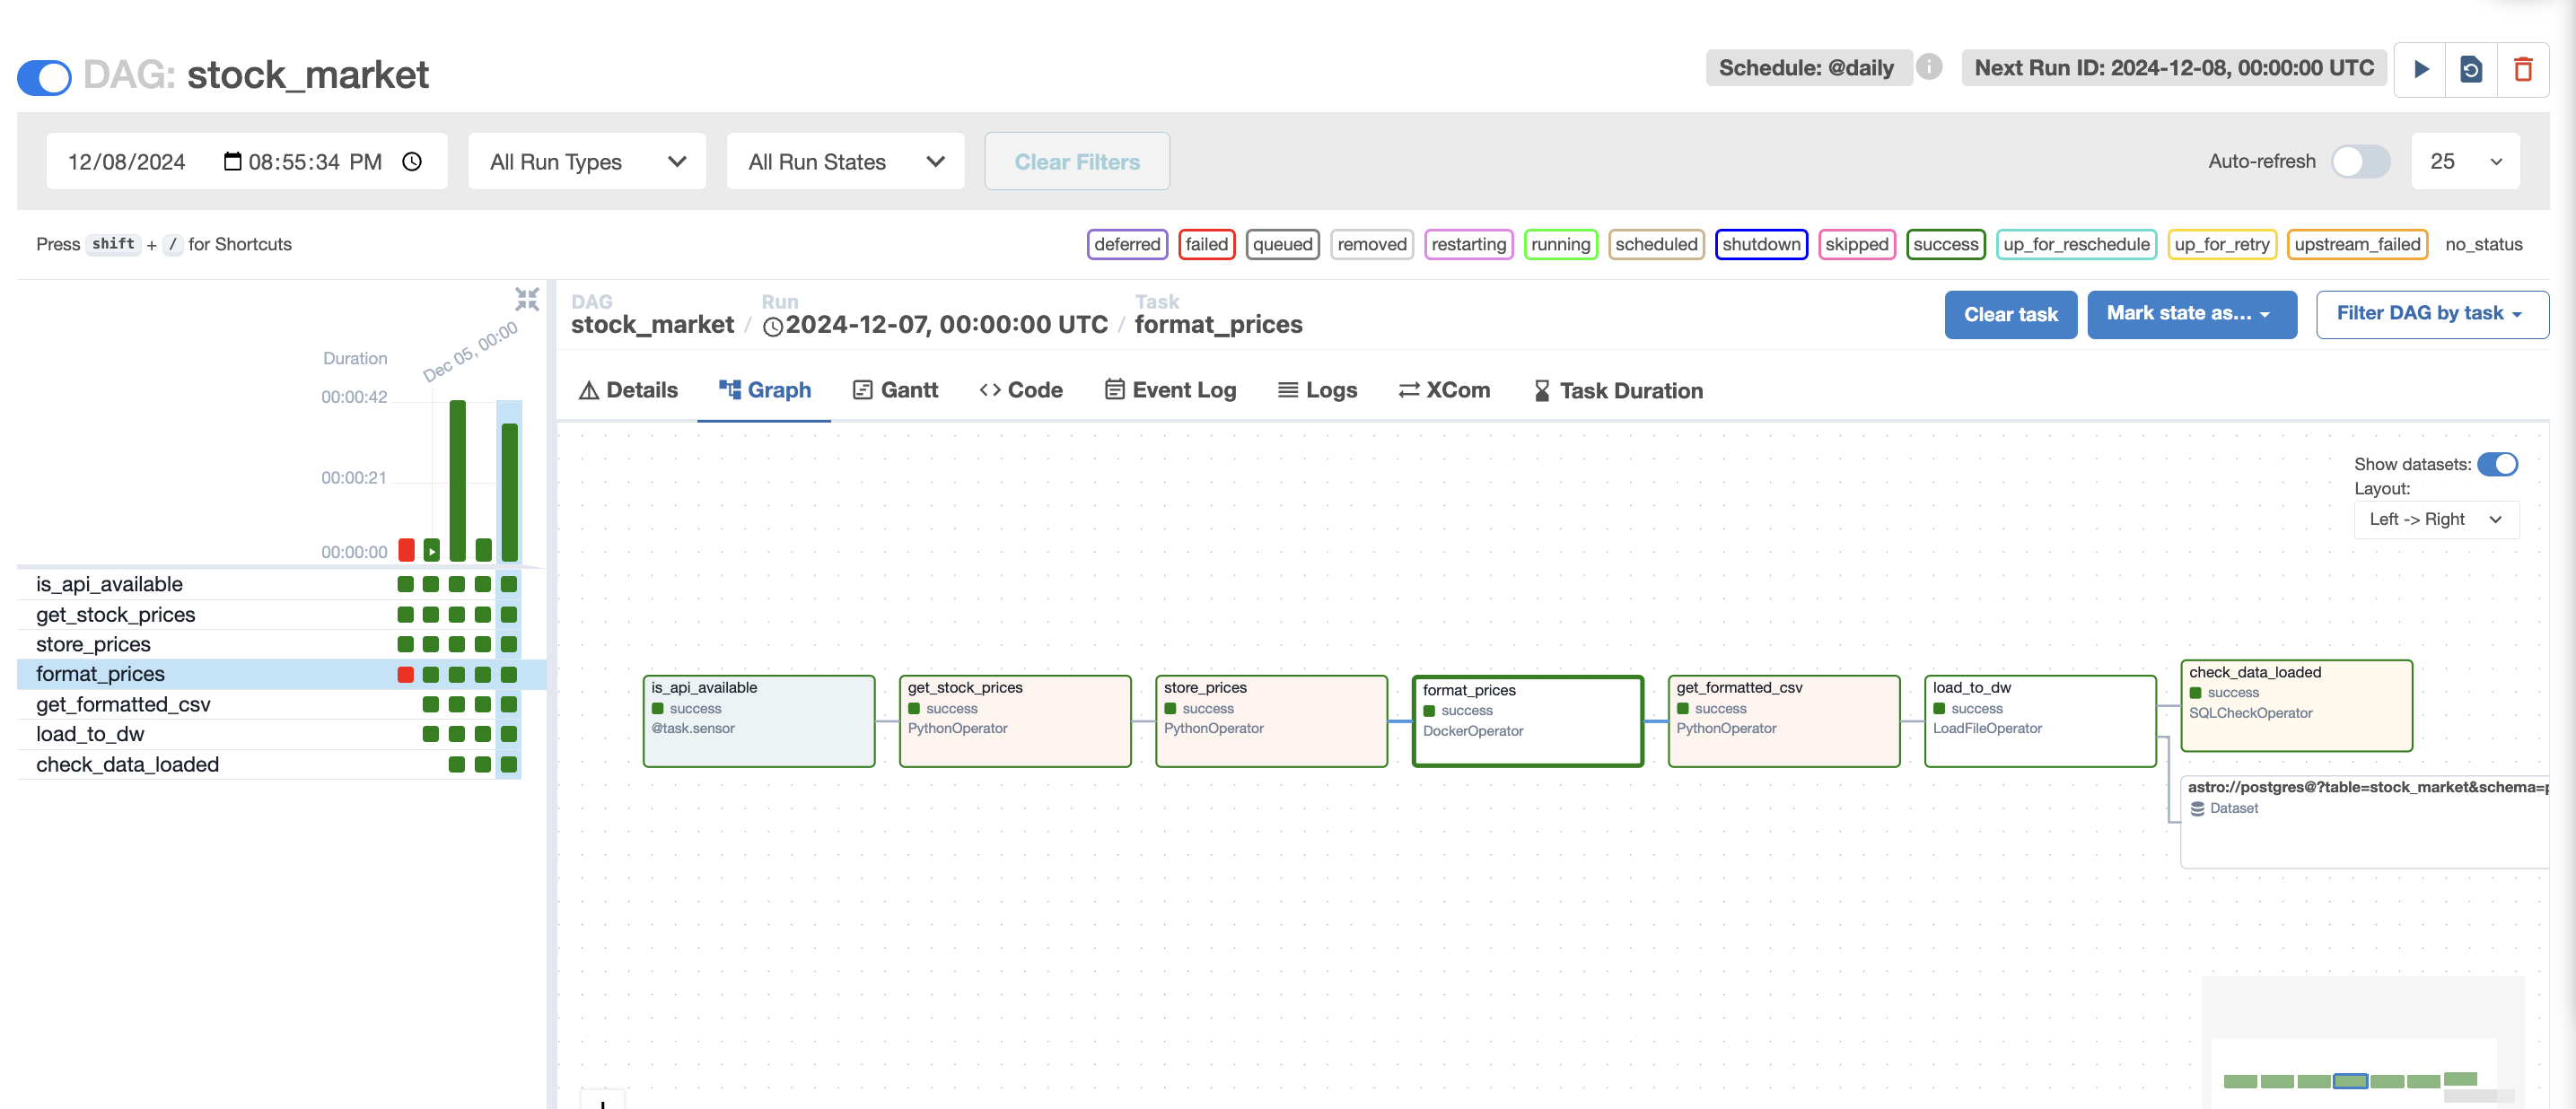 DAG: stock_market
Schedule: @daily
Next Run ID: 2024-12-08, 00:00:00 UTC
12/08/2024 08:55:34 PM
All Run Types
All Run States
Clear Filters
Auto-refresh
25
Press shift + / for Shortcuts
deferred failed queued removed restarting running scheduled shutdown skipped success up_for_reschedule up_for_retry upstream_failed no_status
DAG
stock_market
/
Run
2024-12-07, 00:00:00 UTC
/
Task
format_prices
Clear task
Mark state as...
Filter DAG by task
Details
Graph
Gantt
Code
Event Log
Logs
XCom
Task Duration
Dec 05, 00:00
Duration
00:00:42
00:00:21
00:00:00
is_api_available
get_stock_prices
store_prices
format_prices
get_formatted_csv
load_to_dw
check_data_loaded
Show datasets:
Layout:
Left -> Right
is_api_available
success
@task.sensor
get_stock_prices
success
PythonOperator
store_prices
success
PythonOperator
format_prices
success
DockerOperator
get_formatted_csv
success
PythonOperator
load_to_dw
success
LoadFileOperator
check_data_loaded
success
SQLCheckOperator
astro://postgres@?table=stock_market&schema=p
Dataset